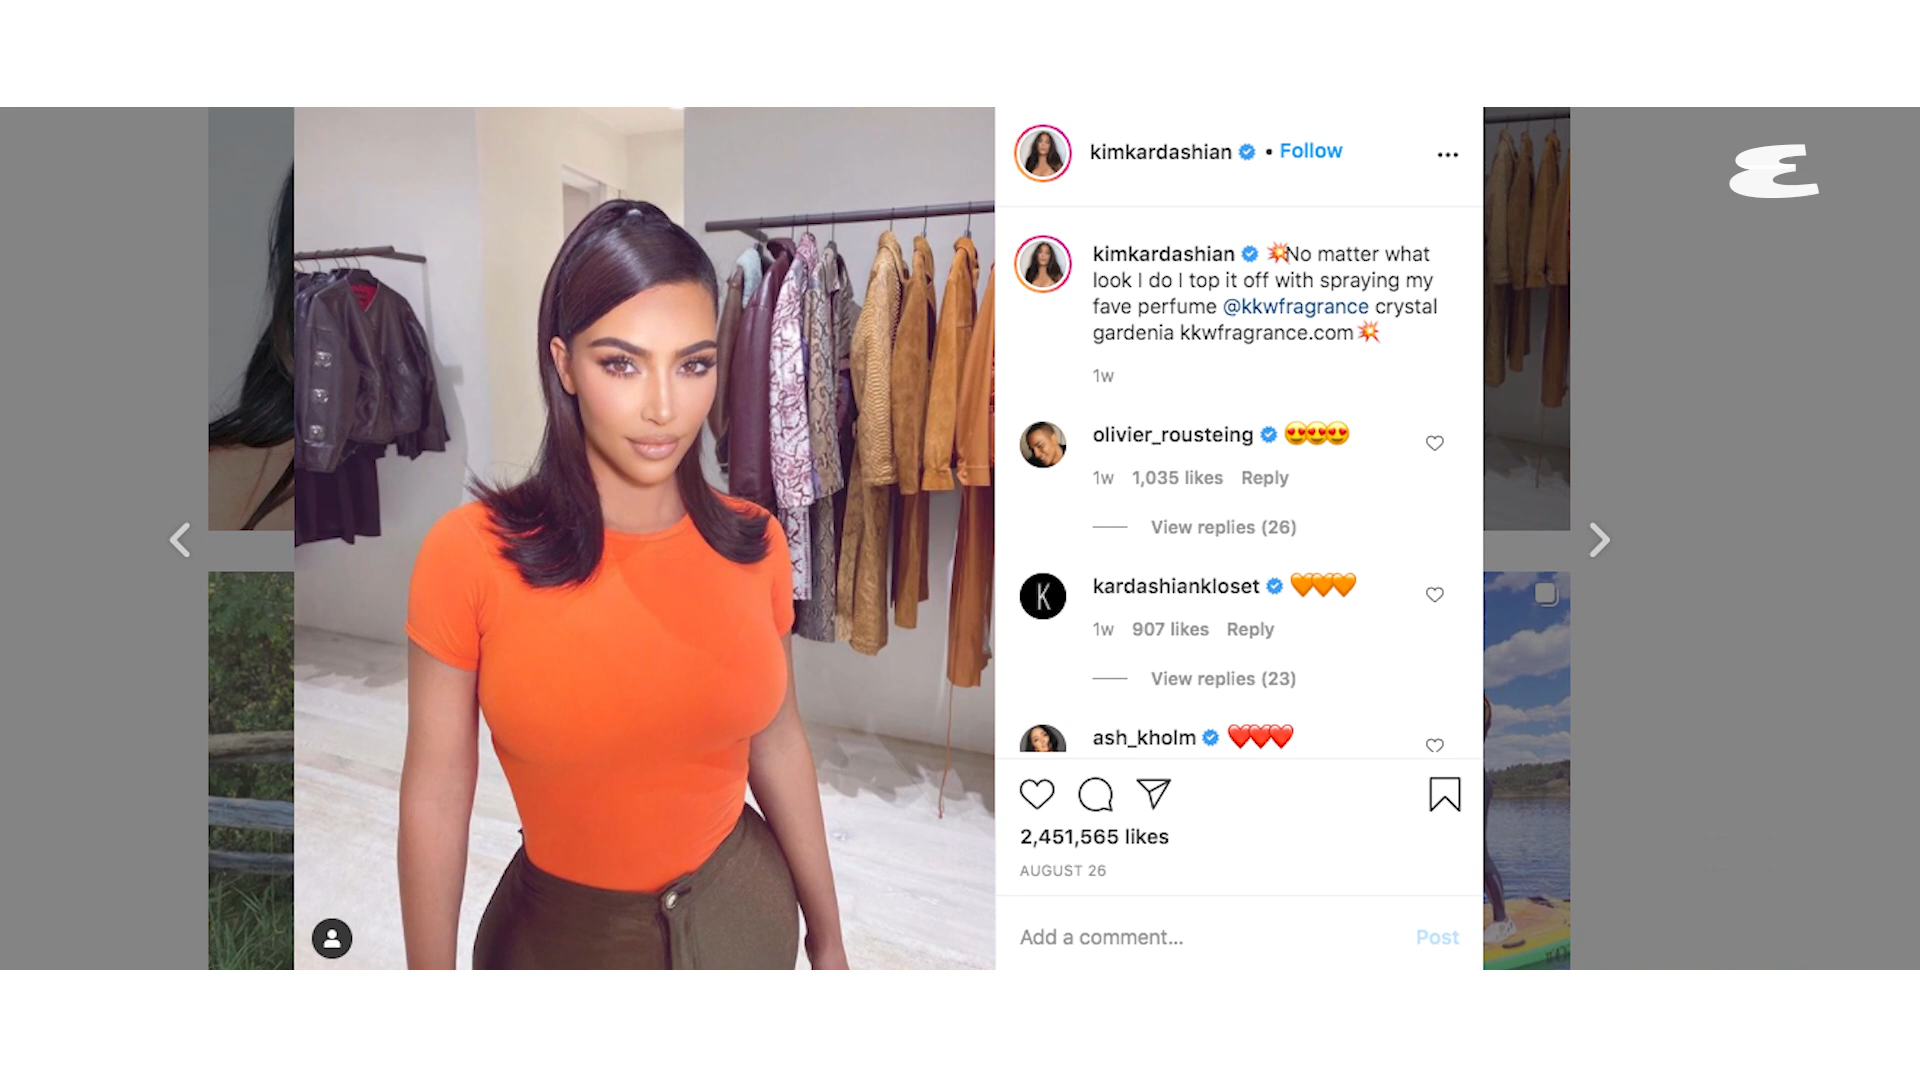 kimkardashian • Follow
kimkardashian 💥No matter what
look I do I top it off with spraying my
fave perfume @kkwfragrance crystal
gardenia kkwfragrance.com💥
1w
olivier_rousteing 😍😍😍
1w 1,035 likes Reply
View replies (26)
K
kardashiankloset 🧡🧡🧡
1w 907 likes Reply
View replies (23)
ash_kholm ❤️❤️❤️
2,451,565 likes
AUGUST 26
Add a comment... Post